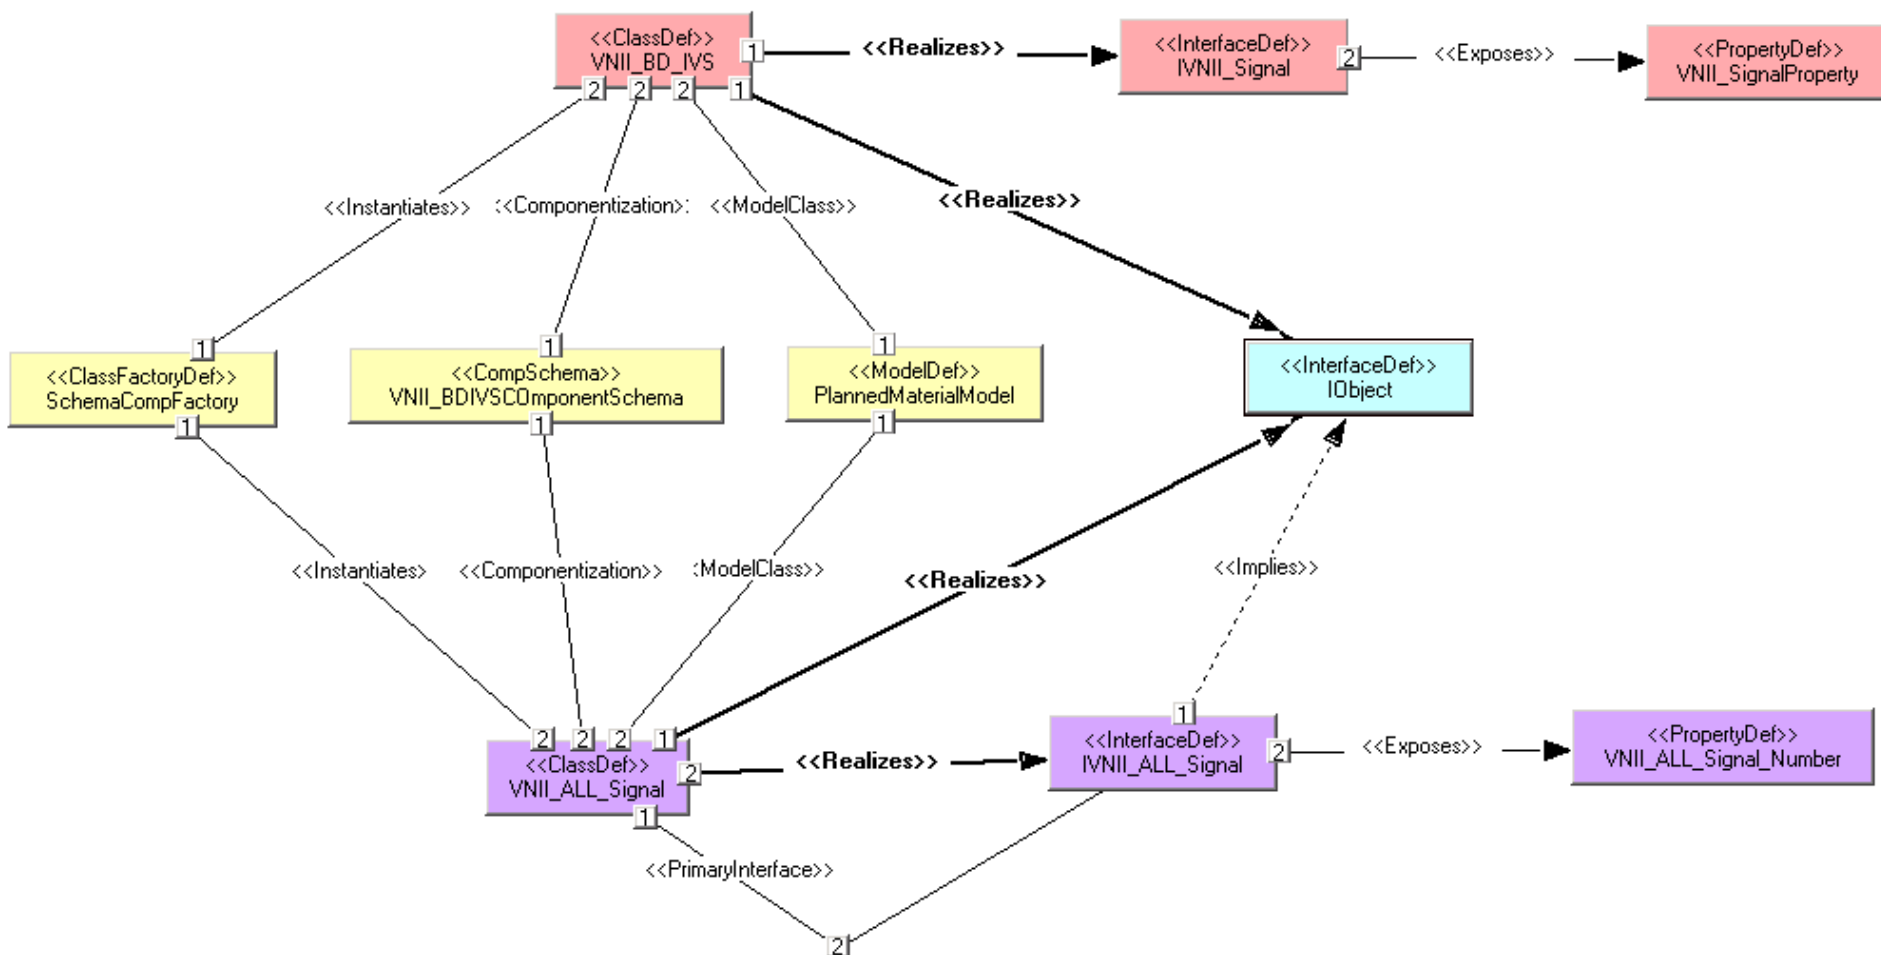 <<ClassDef>>
VNII_BD_IVS
1
<<Realizes>>
<<InterfaceDef>>
IVNII_Signal
2
<<Exposes>>
<<PropertyDef>>
VNII_SignalProperty
2
2
2
1
<<Instantiates>>
:<Componentization>:
<<ModelClass>>
<<Realizes>>
1
1
1
<<ClassFactoryDef>>
SchemaCompFactory
<<CompSchema>>
VNII_BDIVSCOmponentSchema
<<ModelDef>>
PlannedMaterialModel
<<InterfaceDef>>
IObject
1
1
1
<<Instantiates>
<<Componentization>>
:ModelClass>>
<<Realizes>>
<<Implies>>
2
2
2
1
1
<<ClassDef>>
VNII_ALL_Signal
2
<<Realizes>>
<<InterfaceDef>>
IVNII_ALL_Signal
2
<<Exposes>>
<<PropertyDef>>
VNII_ALL_Signal_Number
1
<<PrimaryInterface>>
2